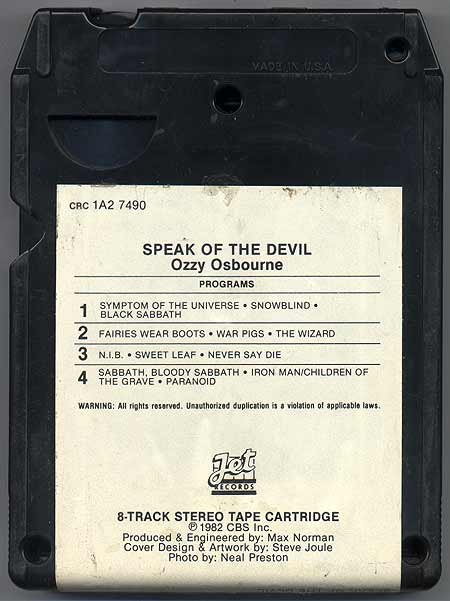 MADE IN U.S.A.
CRC 1A2 7490
SPEAK OF THE DEVIL
Ozzy Osbourne
PROGRAMS
1 SYMPTOM OF THE UNIVERSE • SNOWBLIND •
BLACK SABBATH
2 FAIRIES WEAR BOOTS • WAR PIGS • THE WIZARD
3 N.I.B. • SWEET LEAF • NEVER SAY DIE
4 SABBATH, BLOODY SABBATH • IRON MAN/CHILDREN OF
THE GRAVE • PARANOID
WARNING: All rights reserved. Unauthorized duplication is a violation of applicable laws.
Jet
RECORDS
8-TRACK STEREO TAPE CARTRIDGE
℗ 1982 CBS Inc.
Produced & Engineered by: Max Norman
Cover Design & Artwork by: Steve Joule
Photo by: Neal Preston